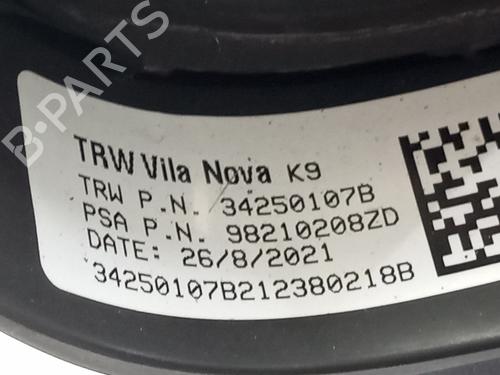 B-PARTS
TRW Vila Nova K9
TRW P.N. 34250107B
PSA P.N. 98210208ZD
DATE: 26/8/2021
34250107B212380218B